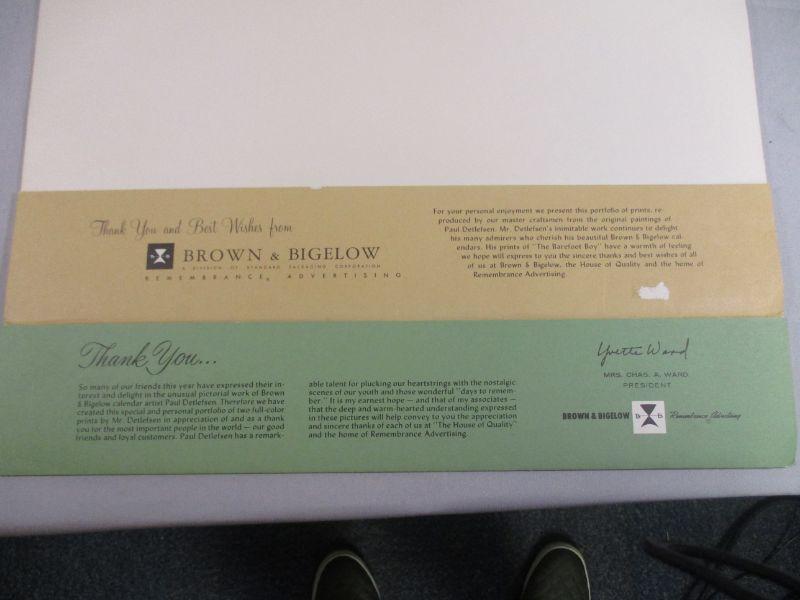 Thank You and Best Wishes from
BROWN & BIGELOW
A DIVISION OF STANDARD PACKAGING CORPORATION
REMEMBRANCE ADVERTISING
For your personal enjoyment we present this portfolio of prints, re-
produced by our master craftsmen from the original paintings of
Paul Detlefsen. Mr. Detlefsen's inimitable work continues to delight
his many admirers who cherish his beautiful Brown & Bigelow cal-
endars. His prints of "The Barefoot Boy" have a warmth of feeling
we hope will express to you the sincere thanks and best wishes of all
of us at Brown & Bigelow, the House of Quality and the home of
Remembrance Advertising.
Thank You...
So many of our friends this year have expressed their in-
terest and delight in the unusual pictorial work of Brown
& Bigelow calendar artist Paul Detlefsen. Therefore we have
created this special and personal portfolio of two full-color
prints by Mr. Detlefsen in appreciation of and as a thank
you for the most important people in the world — our good
friends and loyal customers. Paul Detlefsen has a remark-
able talent for plucking our heartstrings with the nostalgic
scenes of our youth and those wonderful "days to remem-
ber." It is my earnest hope — and that of my associates —
that the deep and warm-hearted understanding expressed
in these pictures will help convey to you the appreciation
and sincere thanks of each of us at "The House of Quality"
and the home of Remembrance Advertising.
Yvette Ward
MRS. CHAS. A. WARD
PRESIDENT
BROWN & BIGELOW B B Remembrance Advertising